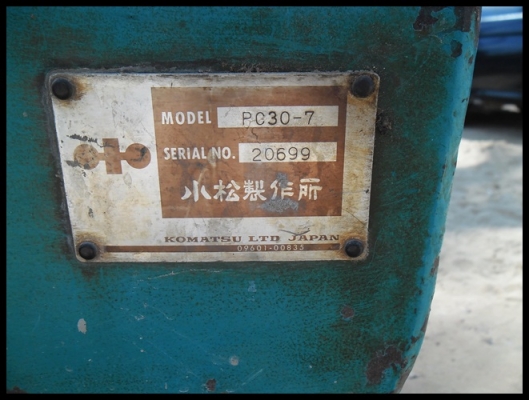 MODEL PC30-7
SERIAL NO. 20699
小松製作所
KOMATSU LTD JAPAN
09601-00835